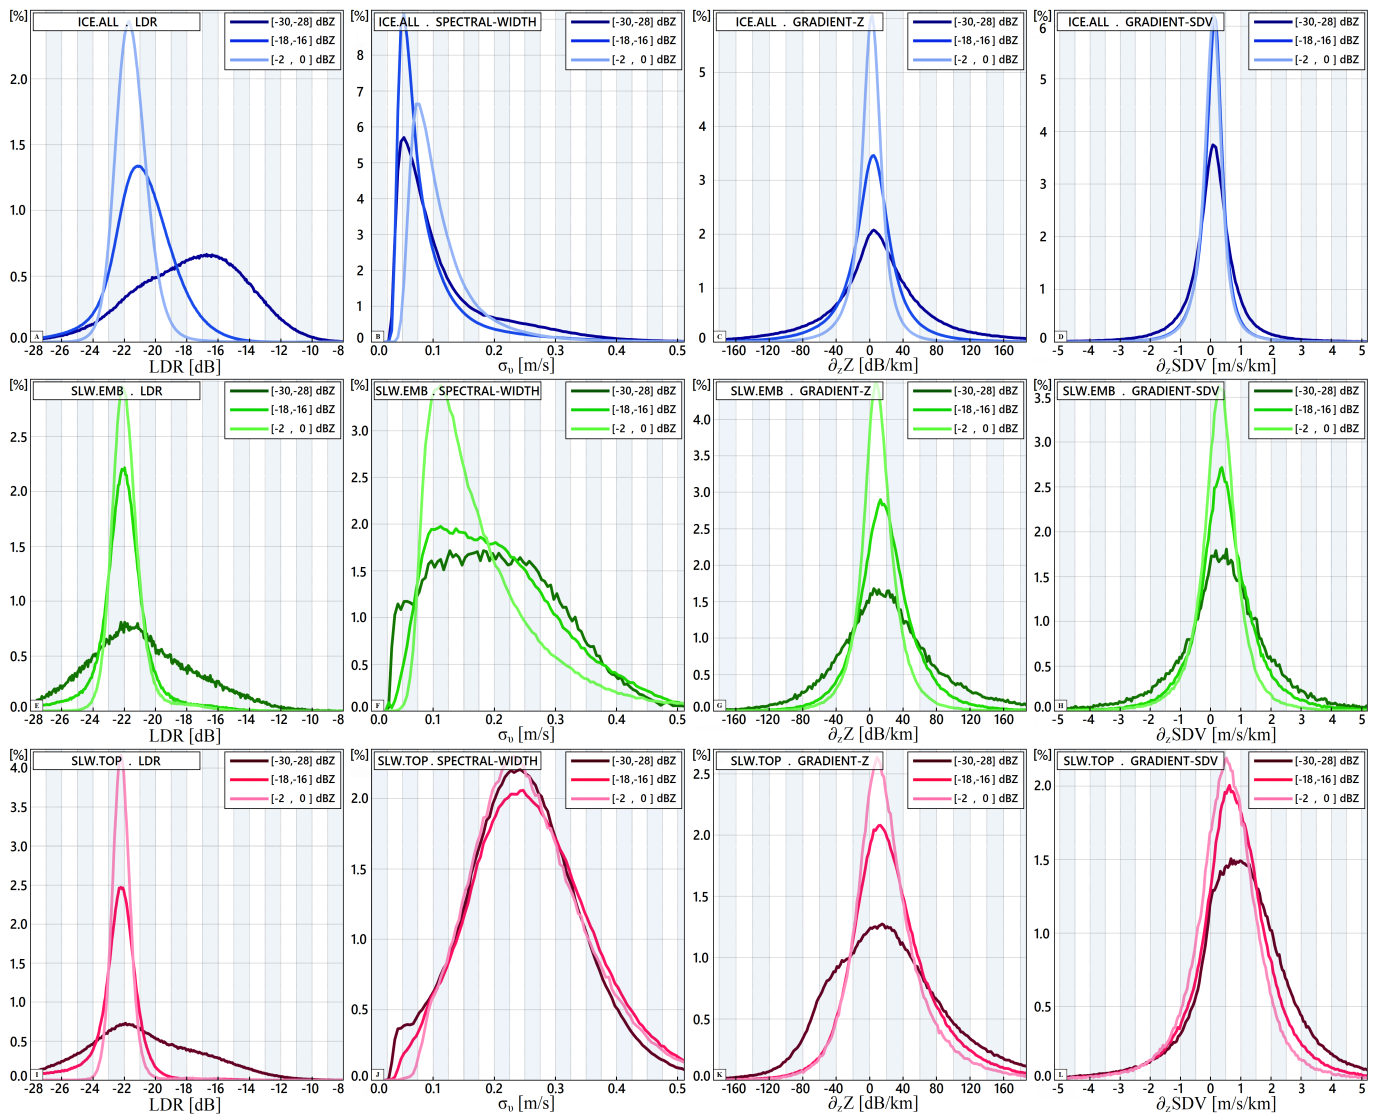 [%] ICE.ALL . LDR
[-30,-28] dBZ
[-18,-16] dBZ
[-2 , 0 ] dBZ
2.0
1.5
1.0
0.5
0.0
A
-28 -26 -24 -22 -20 -18 -16 -14 -12 -10 -8
LDR [dB]
[%] ICE.ALL . SPECTRAL-WIDTH
[-30,-28] dBZ
[-18,-16] dBZ
[-2 , 0 ] dBZ
8
7
6
5
4
3
2
1
0
B
0.0 0.1 0.2 0.3 0.4 0.5
συ [m/s]
[%] ICE.ALL . GRADIENT-Z
[-30,-28] dBZ
[-18,-16] dBZ
[-2 , 0 ] dBZ
5
4
3
2
1
0
C
-160 -120 -80 -40 0 40 80 120 160
∂zZ [dB/km]
[%] ICE.ALL . GRADIENT-SDV
[-30,-28] dBZ
[-18,-16] dBZ
[-2 , 0 ] dBZ
6
5
4
3
2
1
0
D
-5 -4 -3 -2 -1 0 1 2 3 4 5
∂zSDV [m/s/km]
[%] SLW.EMB . LDR
[-30,-28] dBZ
[-18,-16] dBZ
[-2 , 0 ] dBZ
2.5
2.0
1.5
1.0
0.5
0.0
E
-28 -26 -24 -22 -20 -18 -16 -14 -12 -10 -8
LDR [dB]
[%] SLW.EMB . SPECTRAL-WIDTH
[-30,-28] dBZ
[-18,-16] dBZ
[-2 , 0 ] dBZ
3.0
2.5
2.0
1.5
1.0
0.5
0.0
F
0.0 0.1 0.2 0.3 0.4 0.5
συ [m/s]
[%] SLW.EMB . GRADIENT-Z
[-30,-28] dBZ
[-18,-16] dBZ
[-2 , 0 ] dBZ
4.5
4.0
3.5
3.0
2.5
2.0
1.5
1.0
0.5
0.0
G
-160 -120 -80 -40 0 40 80 120 160
∂zZ [dB/km]
[%] SLW.EMB . GRADIENT-SDV
[-30,-28] dBZ
[-18,-16] dBZ
[-2 , 0 ] dBZ
3.5
3.0
2.5
2.0
1.5
1.0
0.5
0.0
H
-5 -4 -3 -2 -1 0 1 2 3 4 5
∂zSDV [m/s/km]
[%] SLW.TOP . LDR
[-30,-28] dBZ
[-18,-16] dBZ
[-2 , 0 ] dBZ
4.0
3.5
3.0
2.5
2.0
1.5
1.0
0.5
0.0
I
-28 -26 -24 -22 -20 -18 -16 -14 -12 -10 -8
LDR [dB]
[%] SLW.TOP . SPECTRAL-WIDTH
[-30,-28] dBZ
[-18,-16] dBZ
[-2 , 0 ] dBZ
2.0
1.5
1.0
0.5
0.0
J
0.0 0.1 0.2 0.3 0.4 0.5
συ [m/s]
[%] SLW.TOP . GRADIENT-Z
[-30,-28] dBZ
[-18,-16] dBZ
[-2 , 0 ] dBZ
2.5
2.0
1.5
1.0
0.5
0.0
K
-160 -120 -80 -40 0 40 80 120 160
∂zZ [dB/km]
[%] SLW.TOP . GRADIENT-SDV
[-30,-28] dBZ
[-18,-16] dBZ
[-2 , 0 ] dBZ
2.0
1.5
1.0
0.5
0.0
L
-5 -4 -3 -2 -1 0 1 2 3 4 5
∂zSDV [m/s/km]